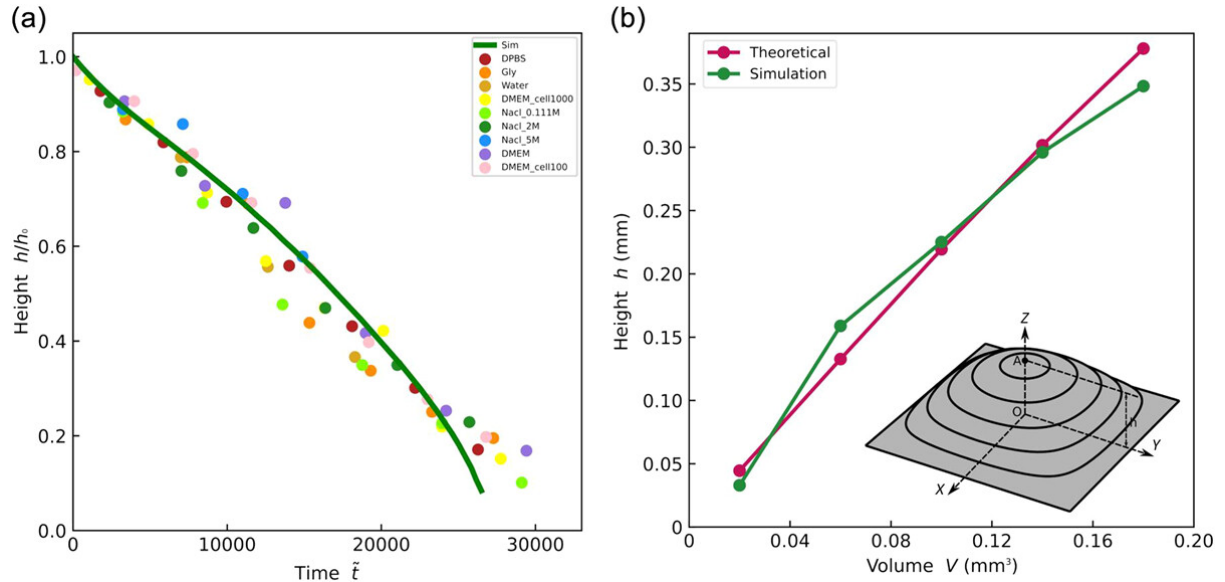 (a)
1.0
0.8
0.6
0.4
0.2
0.0
Height h/h₀
0
10000
20000
30000
Time t̃
Sim
DPBS
Gly
Water
DMEM_cell1000
Nacl_0.111M
Nacl_2M
Nacl_5M
DMEM
DMEM_cell100
(b)
Theoretical
Simulation
0.35
0.30
0.25
0.20
0.15
0.10
0.05
0
Height h (mm)
0.04
0.08
0.12
0.16
0.20
Volume V (mm³)
Z
A
O
h
Y
X